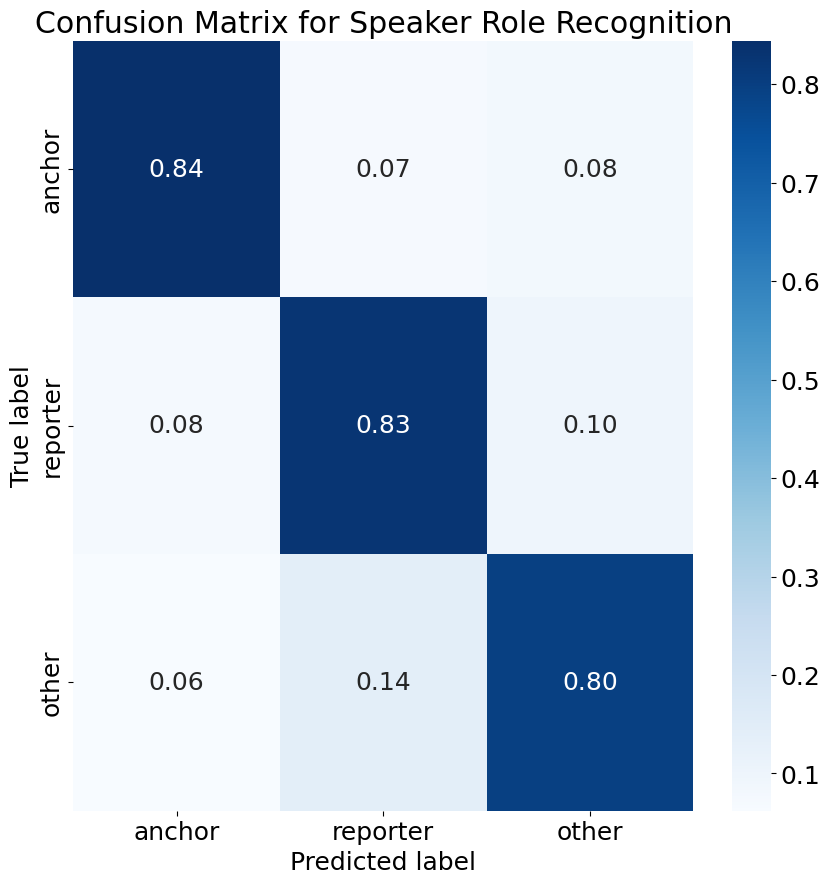 Confusion Matrix for Speaker Role Recognition
True label
anchor
reporter
other
0.84 0.07 0.08
0.08 0.83 0.10
0.06 0.14 0.80
anchor reporter other
Predicted label
0.8
0.7
0.6
0.5
0.4
0.3
0.2
0.1